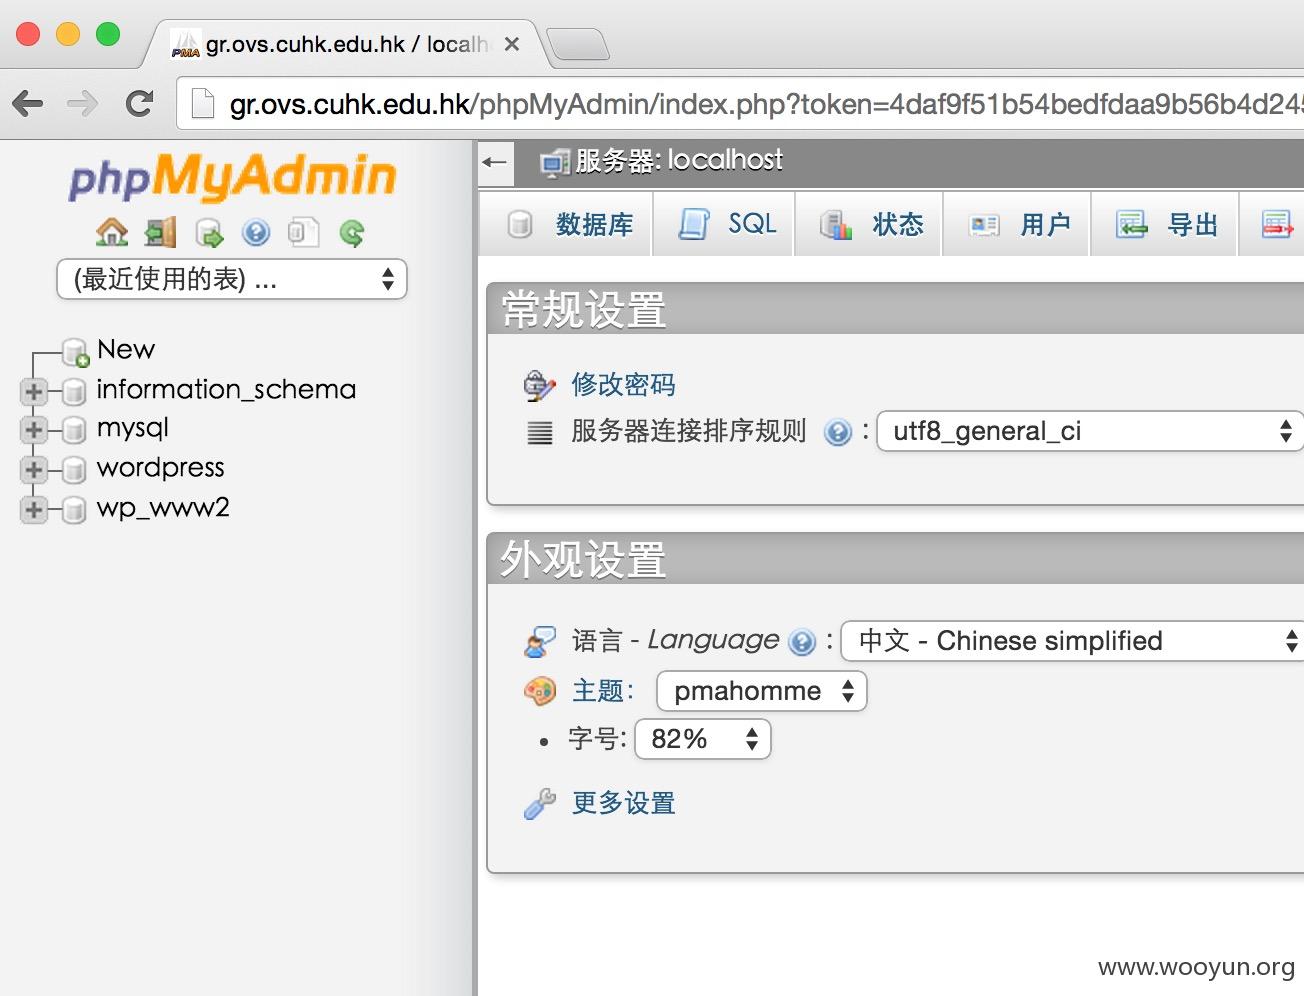 gr.ovs.cuhk.edu.hk / localh
gr.ovs.cuhk.edu.hk/phpMyAdmin/index.php?token=4daf9f51b54bedfdaa9b56b4d245
phpMyAdmin
(最近使用的表) ...
New
information_schema
mysql
wordpress
wp_www2
服务器: localhost
数据库 SQL 状态 用户 导出
常规设置
修改密码
服务器连接排序规则 : utf8_general_ci
外观设置
语言 - Language : 中文 - Chinese simplified
主题: pmahomme
字号: 82%
更多设置
www.wooyun.org